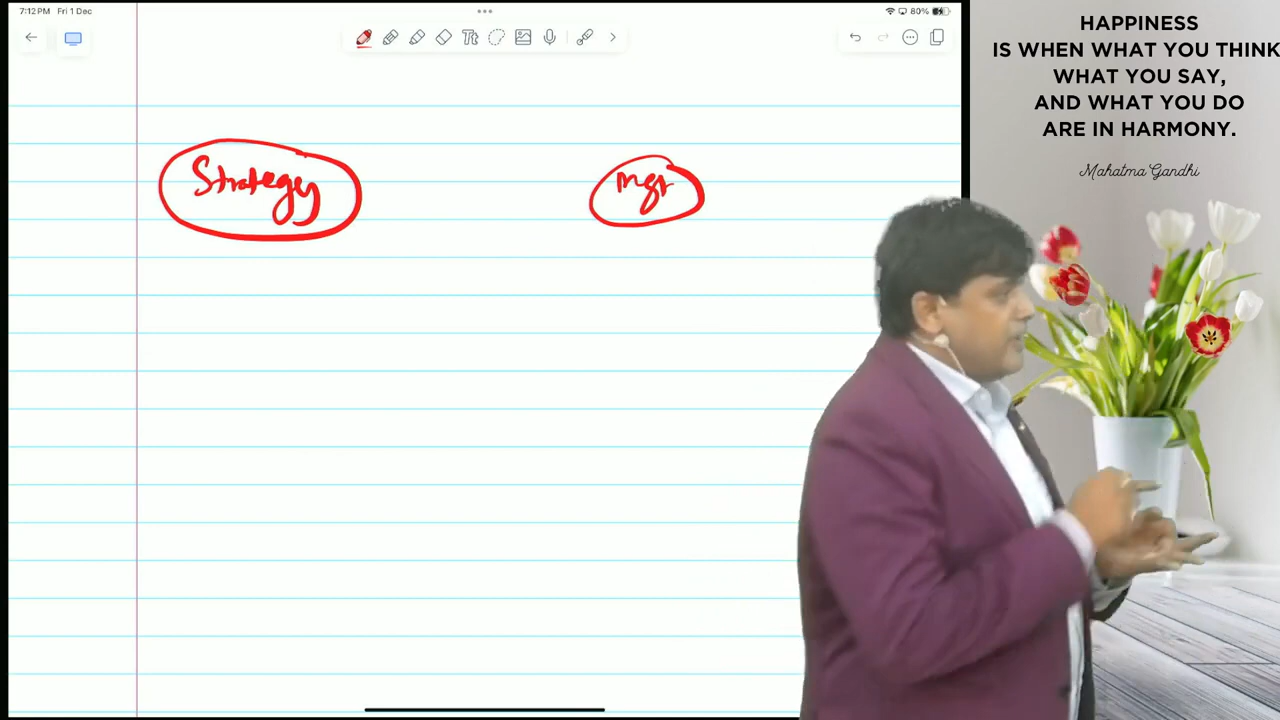 7:12 PM Fri 1 Dec
80%
Tt
Strategy
mgt
HAPPINESS
IS WHEN WHAT YOU THINK
WHAT YOU SAY,
AND WHAT YOU DO
ARE IN HARMONY.
Mahatma Gandhi